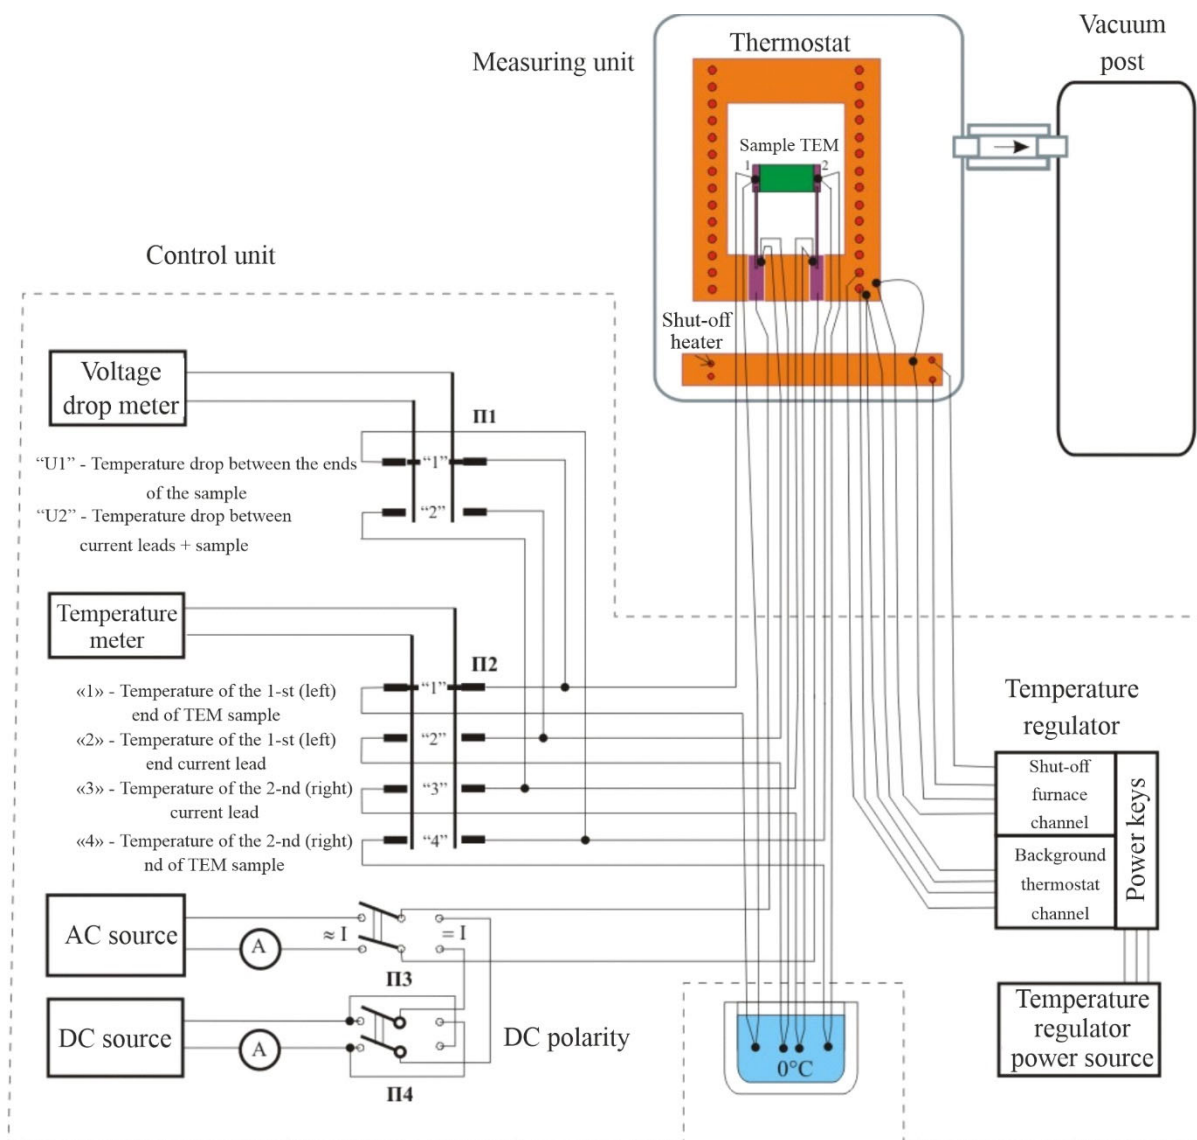 Vacuum
post
Thermostat
Measuring unit
Sample TEM
1
2
Control unit
Shut-off
heater
Voltage
drop meter
П1
“U1” - Temperature drop between the ends
of the sample
“1”
“U2” - Temperature drop between
current leads + sample
“2”
Temperature
meter
П2
«1» - Temperature of the 1-st (left)
end of TEM sample
“1”
«2» - Temperature of the 1-st (left)
end current lead
“2”
«3» - Temperature of the 2-nd (right)
current lead
“3”
«4» - Temperature of the 2-nd (right)
nd of TEM sample
“4”
Temperature
regulator
Shut-off
furnace
channel
Background
thermostat
channel
Power keys
AC source
A
≈ I
= I
П3
DC source
A
DC polarity
П4
0°C
Temperature
regulator
power source